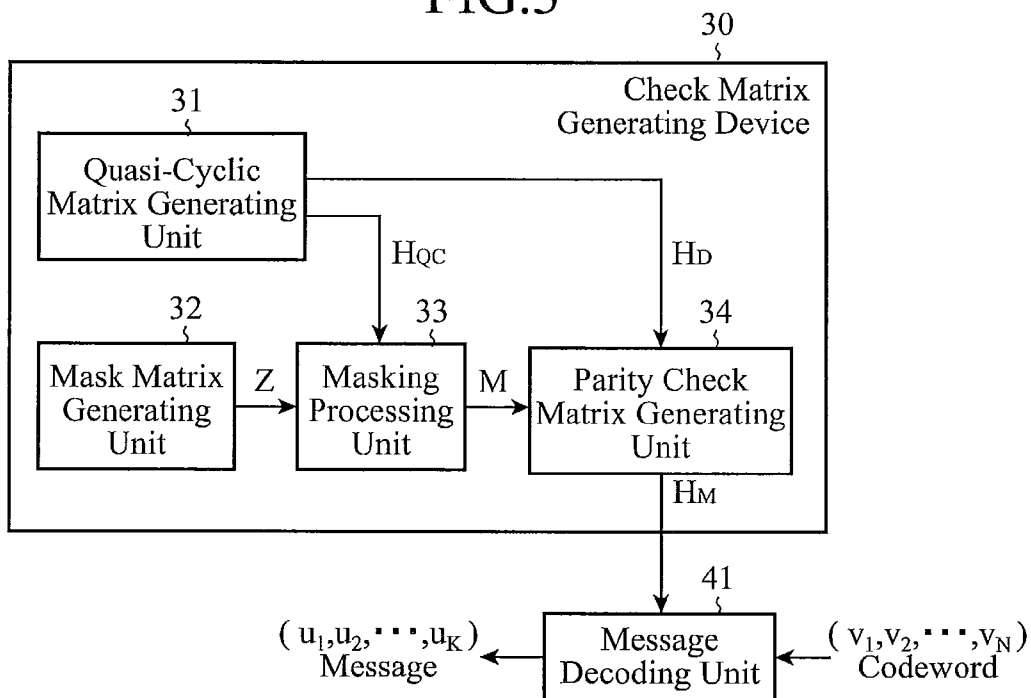 FIG.5
30
Check Matrix
Generating Device
31
Quasi-Cyclic
Matrix Generating
Unit
HQC
HD
32
33
34
Mask Matrix
Generating
Unit
Z
Masking
Processing
Unit
M
Parity Check
Matrix Generating
Unit
HM
41
(u1,u2,･･･,uK)
Message
Message
Decoding Unit
(v1,v2,･･･,vN)
Codeword